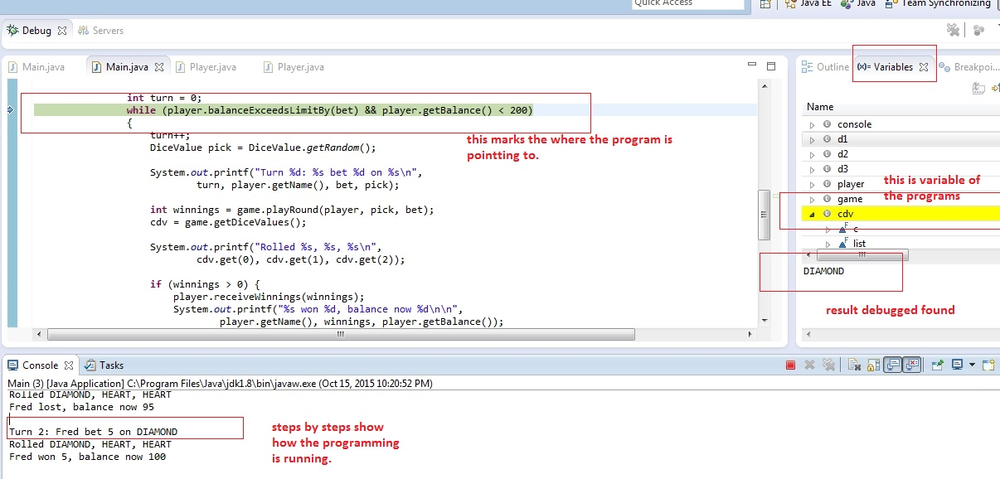 Quick Access
Java EE
Java
Team Synchronizing
Debug
Servers
Main.java
Main.java
Player.java
Player.java
Outline
(x)= Variables
Breakpoi...
int turn = 0;
while (player.balanceExceedsLimitBy(bet) && player.getBalance() < 200)
{
turn++;
DiceValue pick = DiceValue.getRandom();
System.out.printf("Turn %d: %s bet %d on %s\n",
turn, player.getName(), bet, pick);
int winnings = game.playRound(player, pick, bet);
cdv = game.getDiceValues();
System.out.printf("Rolled %s, %s, %s\n",
cdv.get(0), cdv.get(1), cdv.get(2));
if (winnings > 0) {
player.receiveWinnings(winnings);
System.out.printf("%s won %d, balance now %d\n\n",
player.getName(), winnings, player.getBalance());
this marks the where the program is
pointting to.
Name
console
d1
d2
d3
player
game
cdv
c
list
this is variable of
the programs
DIAMOND
result debugged found
Console
Tasks
Main (3) [Java Application] C:\Program Files\Java\jdk1.8\bin\javaw.exe (Oct 15, 2015 10:20:52 PM)
Rolled DIAMOND, HEART, HEART
Fred lost, balance now 95
Turn 2: Fred bet 5 on DIAMOND
Rolled DIAMOND, HEART, HEART
Fred won 5, balance now 100
steps by steps show
how the programming
is running.